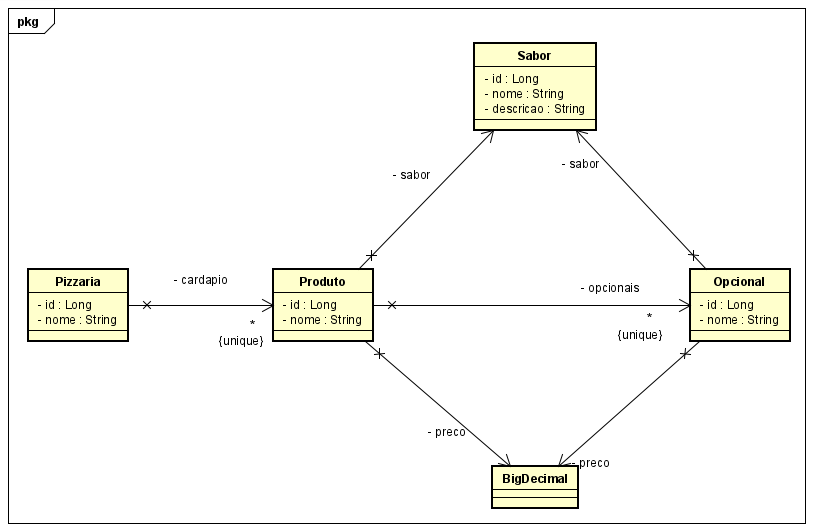 pkg
Sabor
- id : Long
- nome : String
- descricao : String
- sabor
- sabor
Pizzaria
- id : Long
- nome : String
- cardapio
*
{unique}
Produto
- id : Long
- nome : String
- opcionais
*
{unique}
Opcional
- id : Long
- nome : String
- preco
- preco
BigDecimal